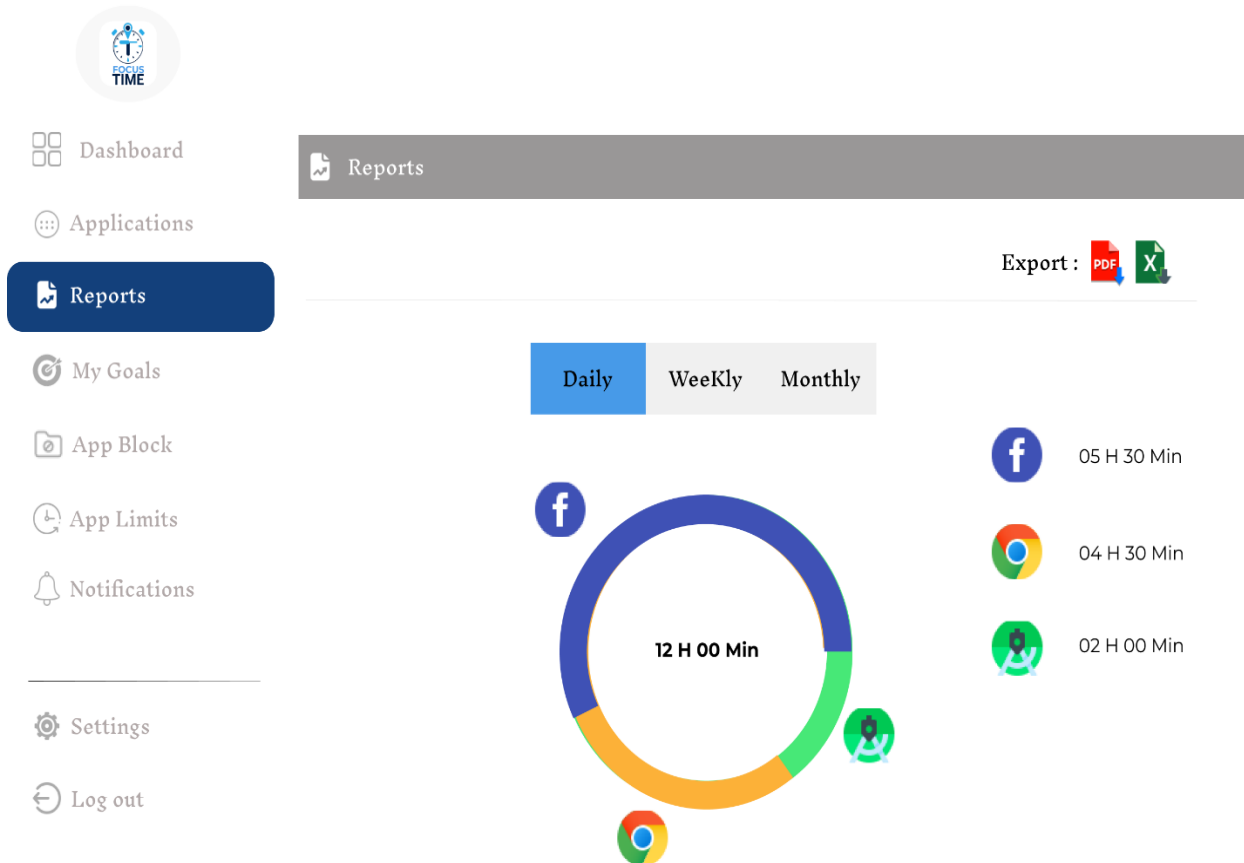 FOCUS
TIME
Dashboard
Applications
Reports
My Goals
App Block
App Limits
Notifications
Settings
Log out
Reports
Export : PDF X
Daily WeeKly Monthly
05 H 30 Min
04 H 30 Min
02 H 00 Min
12 H 00 Min